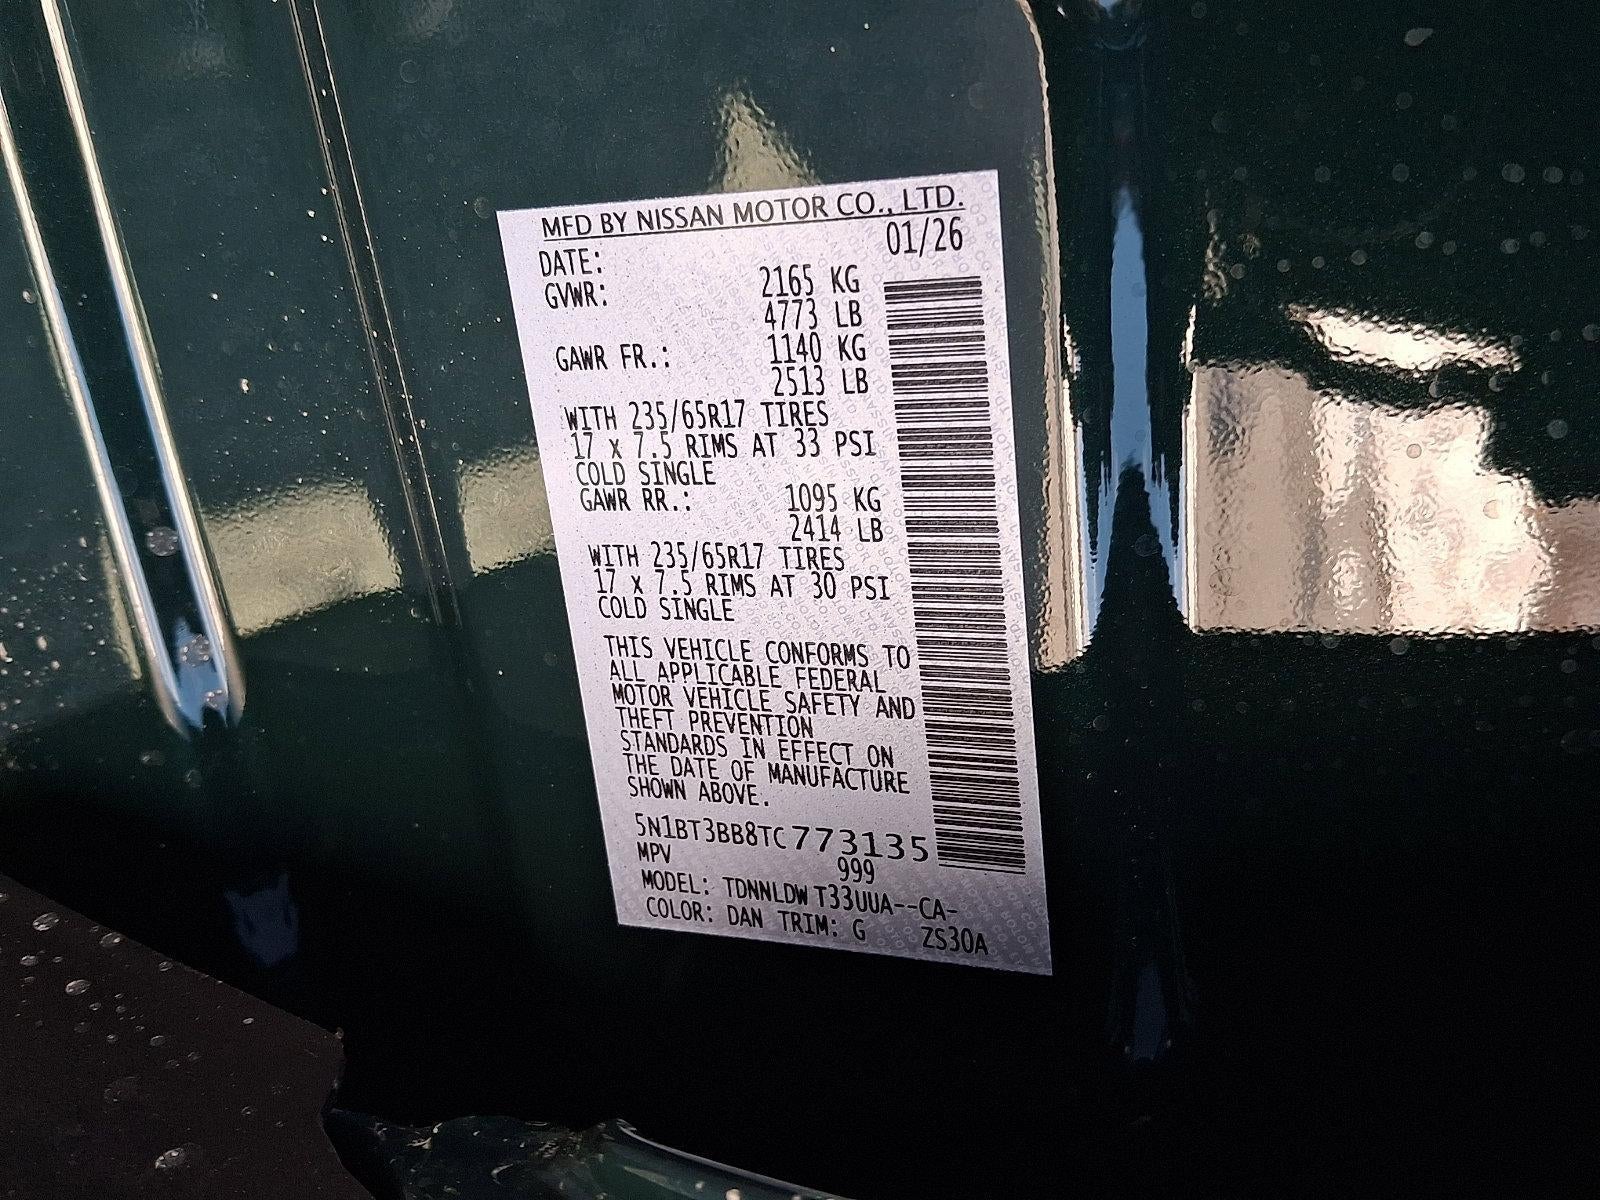 MFD BY NISSAN MOTOR CO., LTD.
DATE: 01/26
GVWR: 2165 KG
4773 LB
GAWR FR.: 1140 KG
2513 LB
WITH 235/65R17 TIRES
17 x 7.5 RIMS AT 33 PSI
COLD SINGLE
GAWR RR.: 1095 KG
2414 LB
WITH 235/65R17 TIRES
17 x 7.5 RIMS AT 30 PSI
COLD SINGLE
THIS VEHICLE CONFORMS TO
ALL APPLICABLE FEDERAL
MOTOR VEHICLE SAFETY AND
THEFT PREVENTION
STANDARDS IN EFFECT ON
THE DATE OF MANUFACTURE
SHOWN ABOVE.
5N1BT3BB8TC773135
MPV 999
MODEL: TDNNLDW T33UUA--CA-
COLOR: DAN TRIM: G ZS30A